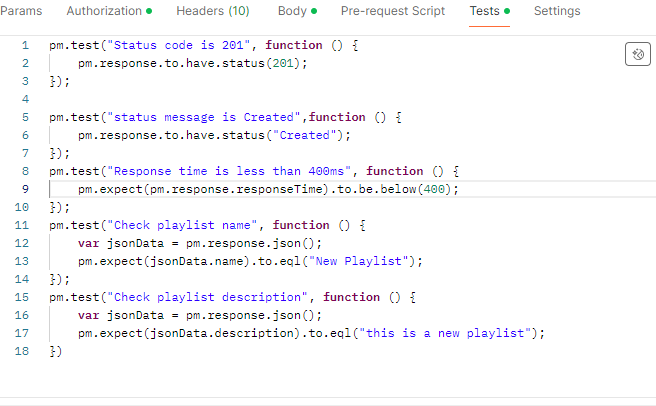 Params Authorization Headers (10) Body Pre-request Script Tests Settings
1 pm.test("Status code is 201", function () {
2 pm.response.to.have.status(201);
3 });
4
5 pm.test("status message is Created",function () {
6 pm.response.to.have.status("Created");
7 });
8 pm.test("Response time is less than 400ms", function () {
9 pm.expect(pm.response.responseTime).to.be.below(400);
10 });
11 pm.test("Check playlist name", function () {
12 var jsonData = pm.response.json();
13 pm.expect(jsonData.name).to.eql("New Playlist");
14 });
15 pm.test("Check playlist description", function () {
16 var jsonData = pm.response.json();
17 pm.expect(jsonData.description).to.eql("this is a new playlist");
18 })